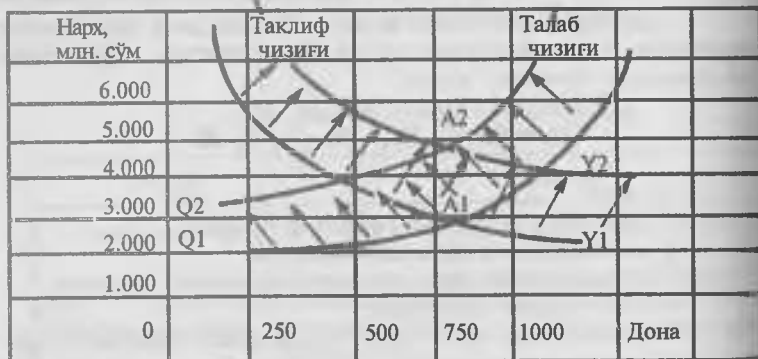 Нарх,
млн. сўм
Таклиф
чизиғи
Талаб
чизиғи
6.000
5.000
4.000
3.000
2.000
1.000
0
A2
X
A1
Y2
Y1
Q2
Q1
250
500
750
1000
Дона